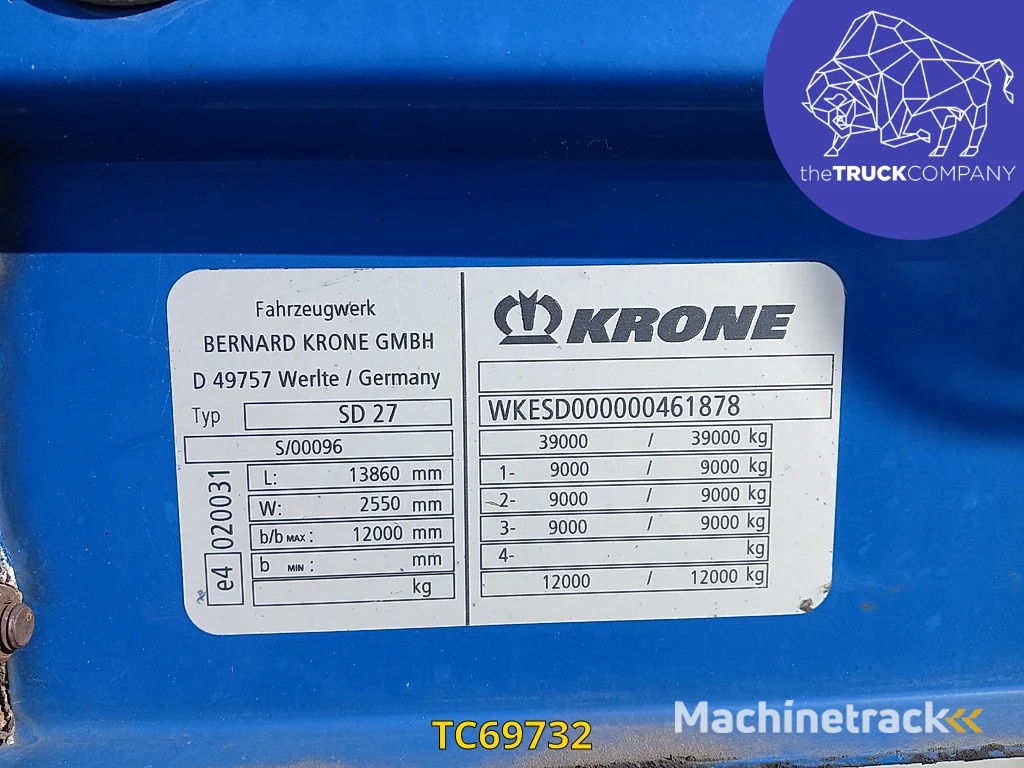 theTRUCKCOMPANY
Fahrzeugwerk
BERNARD KRONE GMBH
D 49757 Werlte / Germany
Typ SD 27
S/00096
e4 020031
L: 13860 mm
W: 2550 mm
b/b MAX : 12000 mm
b MIN : mm
kg
KRONE
WKESD000000461878
39000 / 39000 kg
1- 9000 / 9000 kg
2- 9000 / 9000 kg
3- 9000 / 9000 kg
4- kg
12000 / 12000 kg
Machinetrack
TC69732